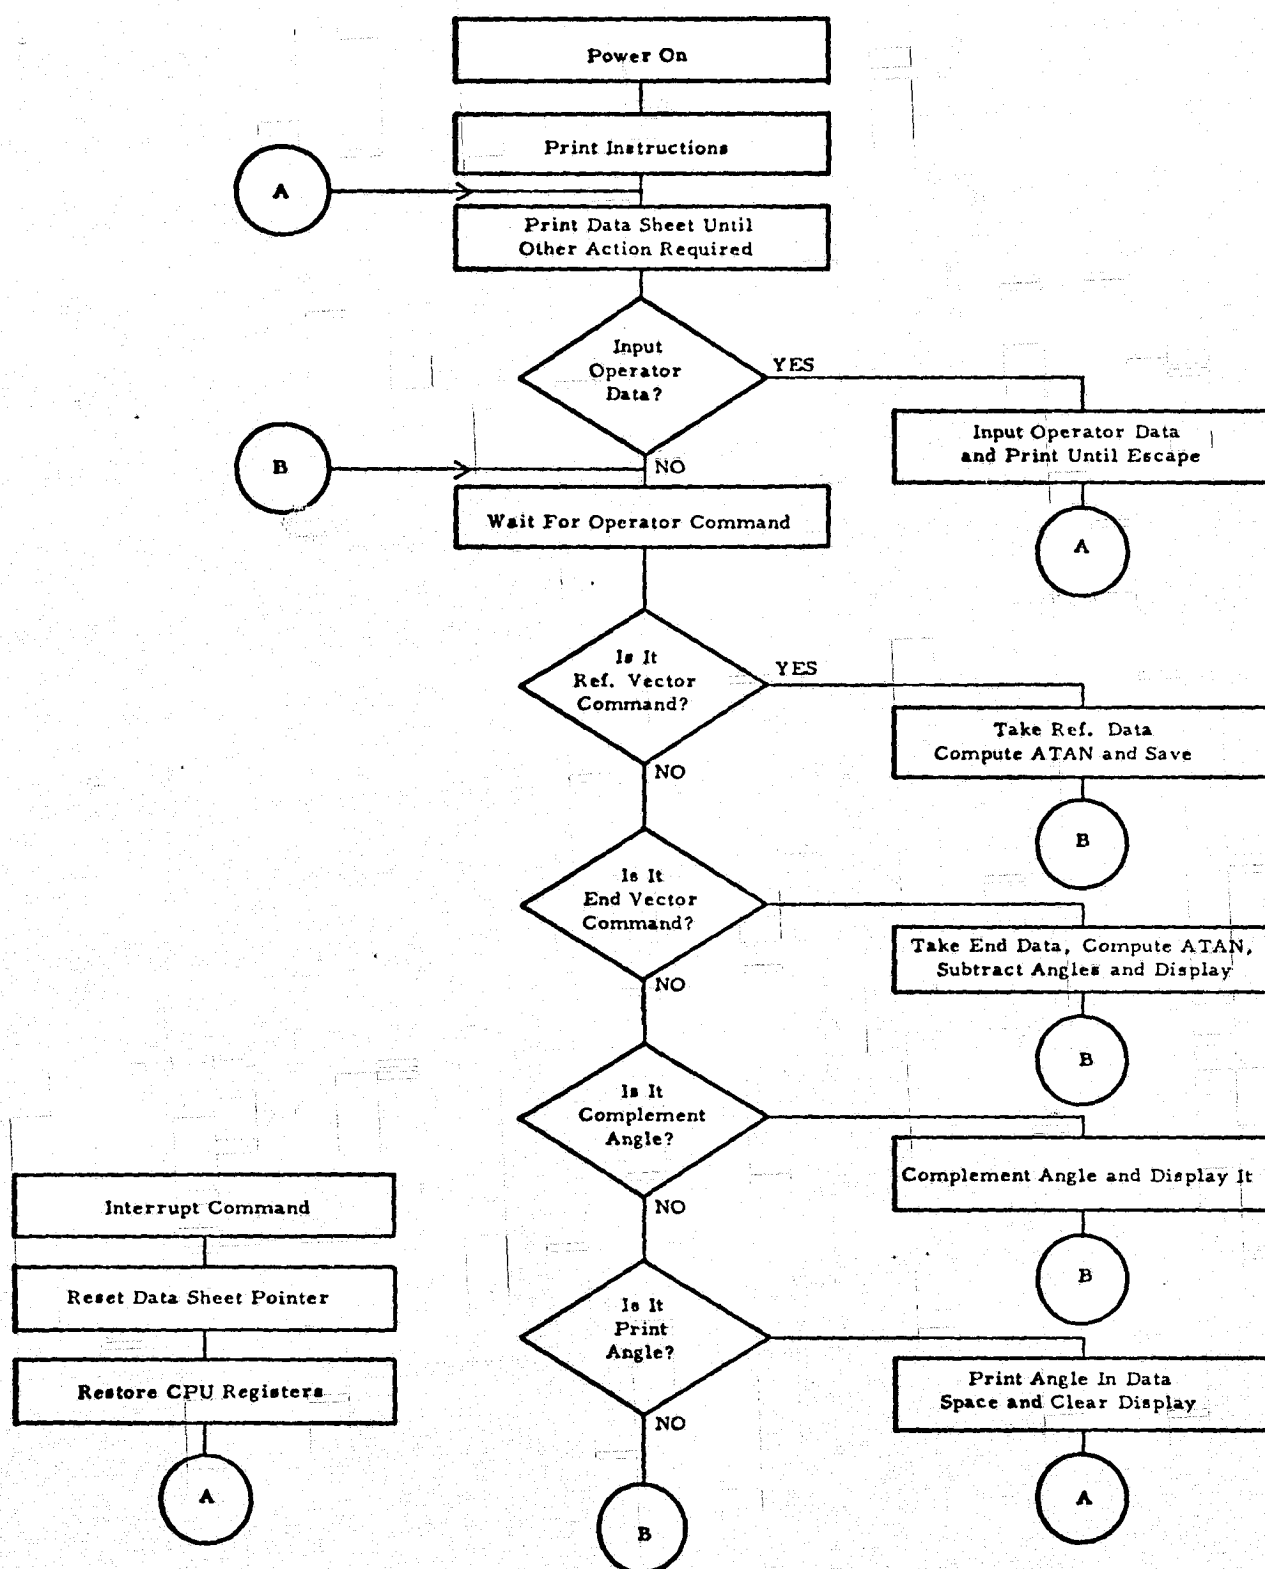 Power On
Print Instructions
A
Print Data Sheet Until
Other Action Required
Input
Operator
Data?
YES
Input Operator Data
and Print Until Escape
A
B
NO
Wait For Operator Command
Is It
Ref. Vector
Command?
YES
Take Ref. Data
Compute ATAN and Save
B
NO
Is It
End Vector
Command?
Take End Data, Compute ATAN,
Subtract Angles and Display
B
NO
Is It
Complement
Angle?
Complement Angle and Display It
B
NO
Is It
Print
Angle?
Print Angle In Data
Space and Clear Display
A
NO
B
Interrupt Command
Reset Data Sheet Pointer
Restore CPU Registers
A